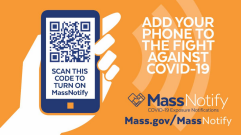 SCAN THIS
CODE TO
TURN ON
MassNotify
ADD YOUR
PHONE TO
THE FIGHT
AGAINST
COVID-19
MassNotify
COVID-19 Exposure Notifications
Mass.gov/MassNotify